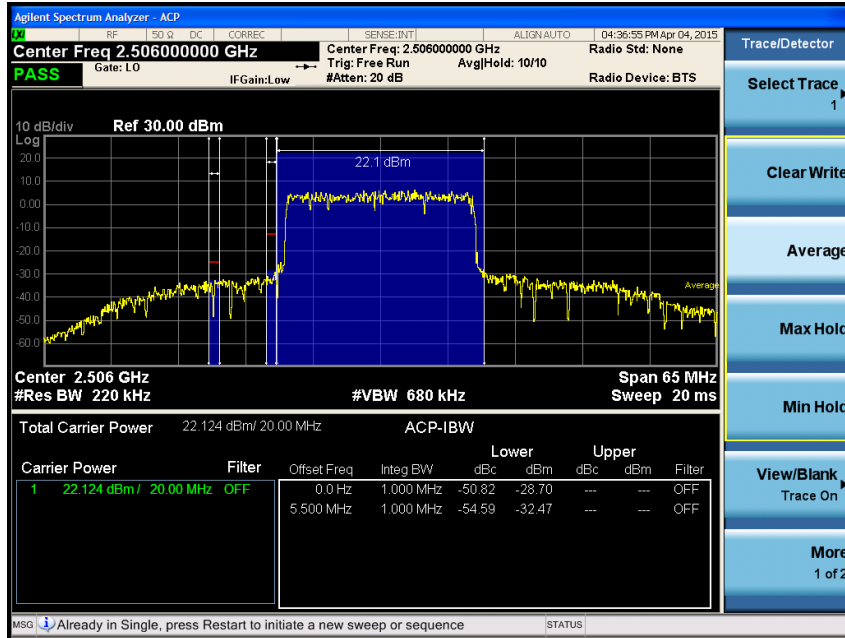 Agilent Spectrum Analyzer - ACP
LXI RF 50 Ω DC CORREC SENSE:INT ALIGN AUTO 04:36:55 PM Apr 04, 2015
Center Freq 2.506000000 GHz Center Freq: 2.506000000 GHz Radio Std: None
Trig: Free Run Avg|Hold: 10/10
PASS Gate: LO IFGain:Low #Atten: 20 dB Radio Device: BTS
Trace/Detector
Select Trace
1
Clear Write
Average
Max Hold
Min Hold
View/Blank
Trace On
More
1 of 2
10 dB/div Ref 30.00 dBm
Log
20.0
10.0
0.00
-10.0
-20.0
-30.0
-40.0
-50.0
-60.0
22.1 dBm
Average
Center 2.506 GHz Span 65 MHz
#Res BW 220 kHz #VBW 680 kHz Sweep 20 ms
Total Carrier Power 22.124 dBm/ 20.00 MHz ACP-IBW
Lower Upper
Carrier Power Filter Offset Freq Integ BW dBc dBm dBc dBm Filter
1 22.124 dBm / 20.00 MHz OFF 0.0 Hz 1.000 MHz -50.82 -28.70 --- --- OFF
5.500 MHz 1.000 MHz -54.59 -32.47 --- --- OFF
MSG Already in Single, press Restart to initiate a new sweep or sequence STATUS